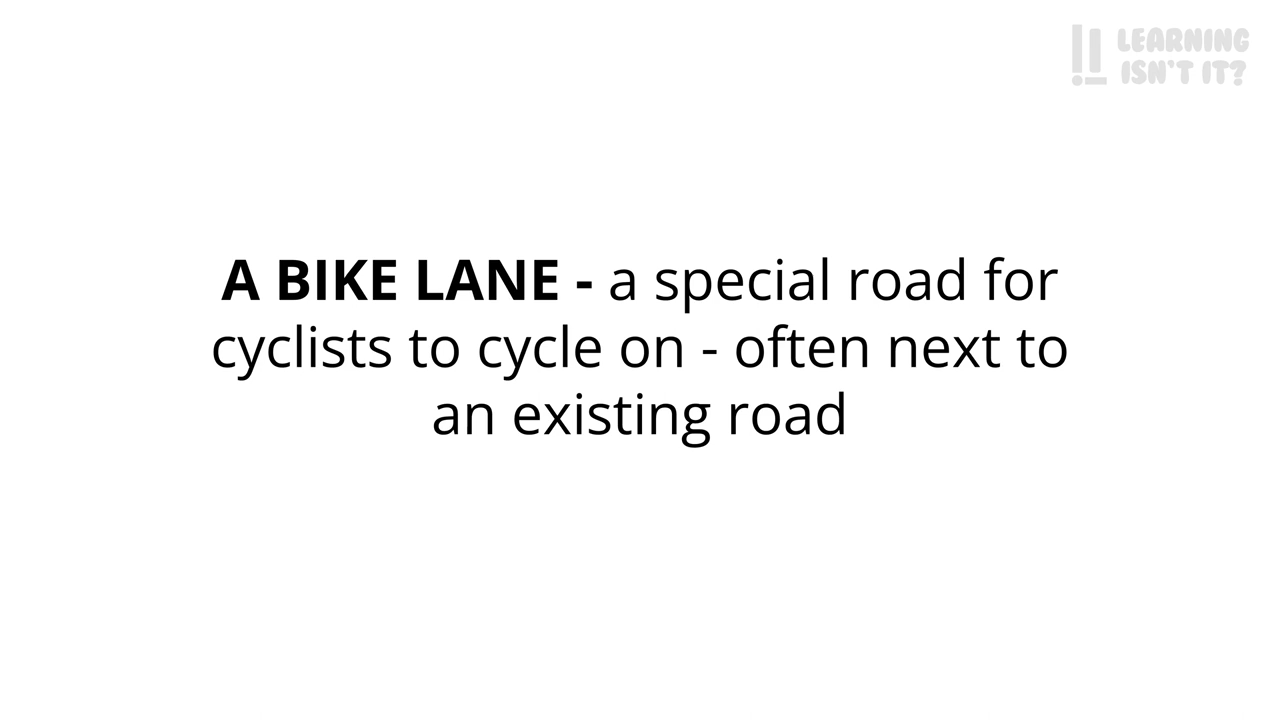 LEARNING
ISN'T IT?
A BIKE LANE - a special road for
cyclists to cycle on - often next to
an existing road